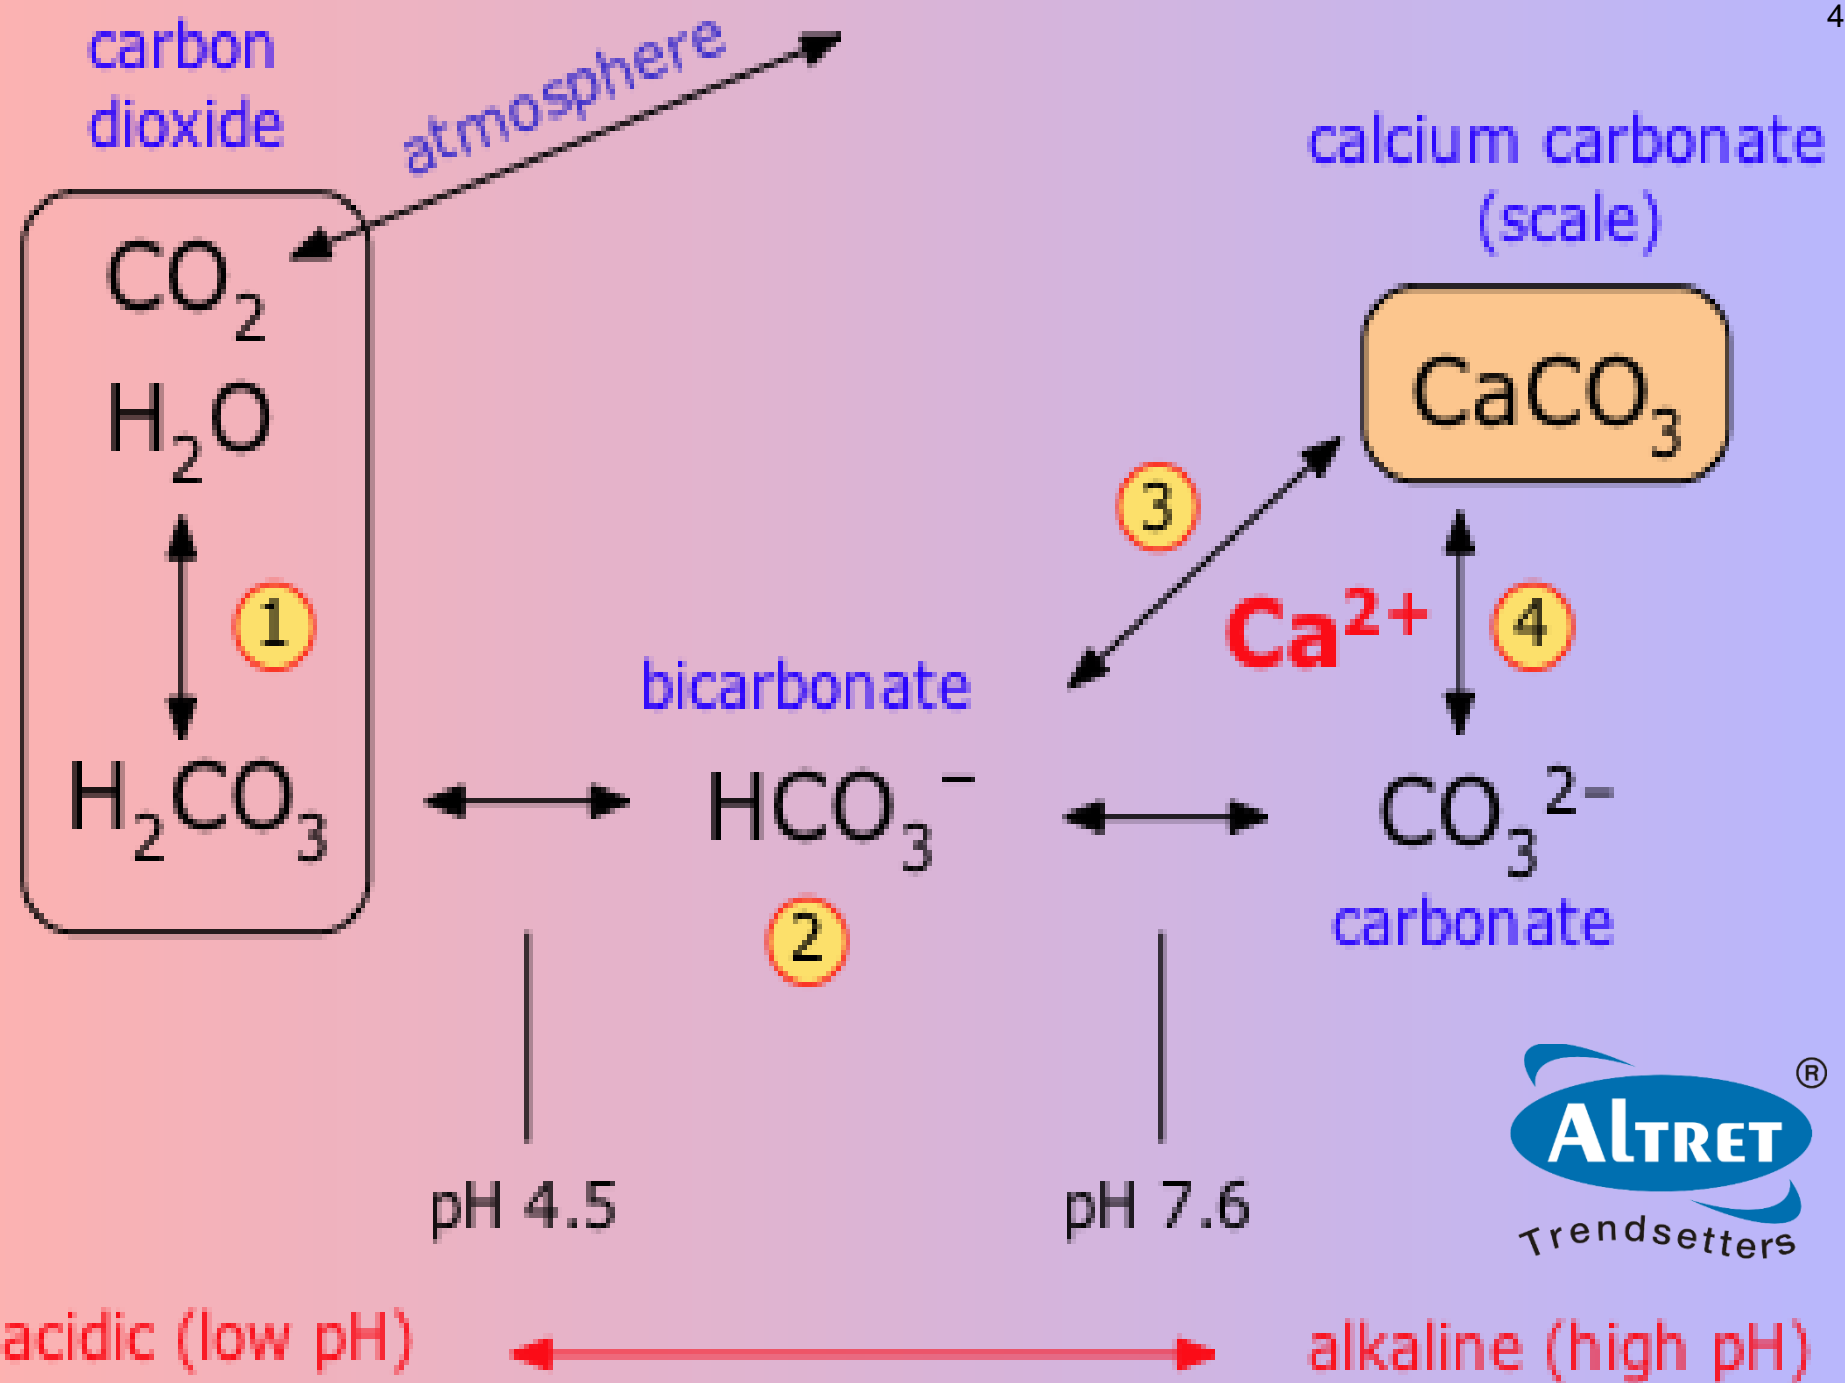 4
carbon
dioxide
atmosphere
calcium carbonate
(scale)
CO₂
H₂O
CaCO₃
3
1
Ca²⁺
4
bicarbonate
H₂CO₃
HCO₃⁻
CO₃²⁻
2
carbonate
pH 4.5
pH 7.6
ALTRET ®
Trendsetters
acidic (low pH)
alkaline (high pH)